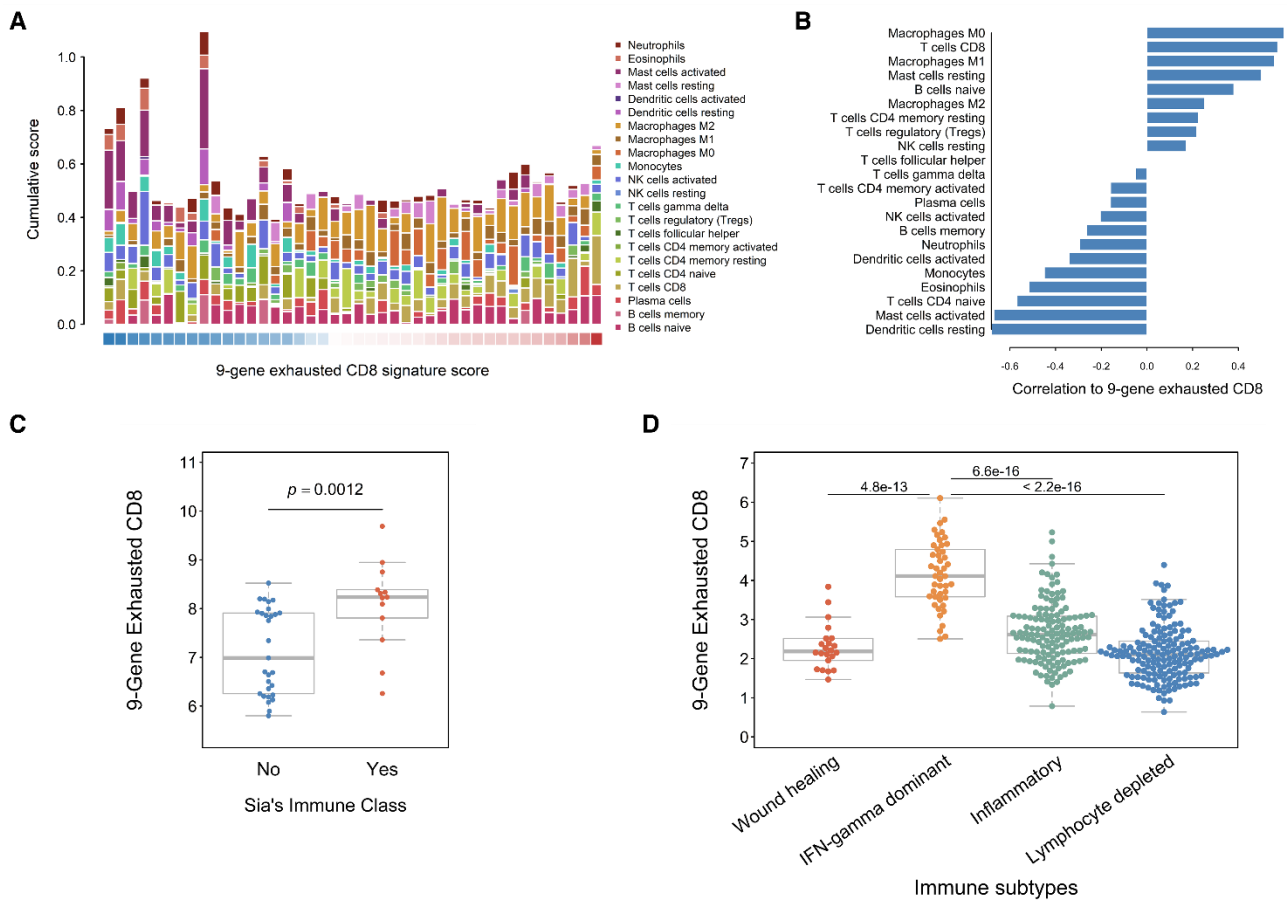 A
Cumulative score
1.0
0.8
0.6
0.4
0.2
0.0
9-gene exhausted CD8 signature score
Neutrophils
Eosinophils
Mast cells activated
Mast cells resting
Dendritic cells activated
Dendritic cells resting
Macrophages M2
Macrophages M1
Macrophages M0
Monocytes
NK cells activated
NK cells resting
T cells gamma delta
T cells regulatory (Tregs)
T cells follicular helper
T cells CD4 memory activated
T cells CD4 memory resting
T cells CD4 naive
T cells CD8
Plasma cells
B cells memory
B cells naive
B
Macrophages M0
T cells CD8
Macrophages M1
Mast cells resting
B cells naive
Macrophages M2
T cells CD4 memory resting
T cells regulatory (Tregs)
NK cells resting
T cells follicular helper
T cells gamma delta
T cells CD4 memory activated
Plasma cells
NK cells activated
B cells memory
Neutrophils
Dendritic cells activated
Monocytes
Eosinophils
T cells CD4 naive
Mast cells activated
Dendritic cells resting
-0.6 -0.4 -0.2 0.0 0.2 0.4
Correlation to 9-gene exhausted CD8
C
9-Gene Exhausted CD8
11
10
9
8
7
6
p = 0.0012
No Yes
Sia's Immune Class
D
9-Gene Exhausted CD8
7
6
5
4
3
2
1
0
6.6e-16
4.8e-13 < 2.2e-16
Wound healing
IFN-gamma dominant
Inflammatory
Lymphocyte depleted
Immune subtypes